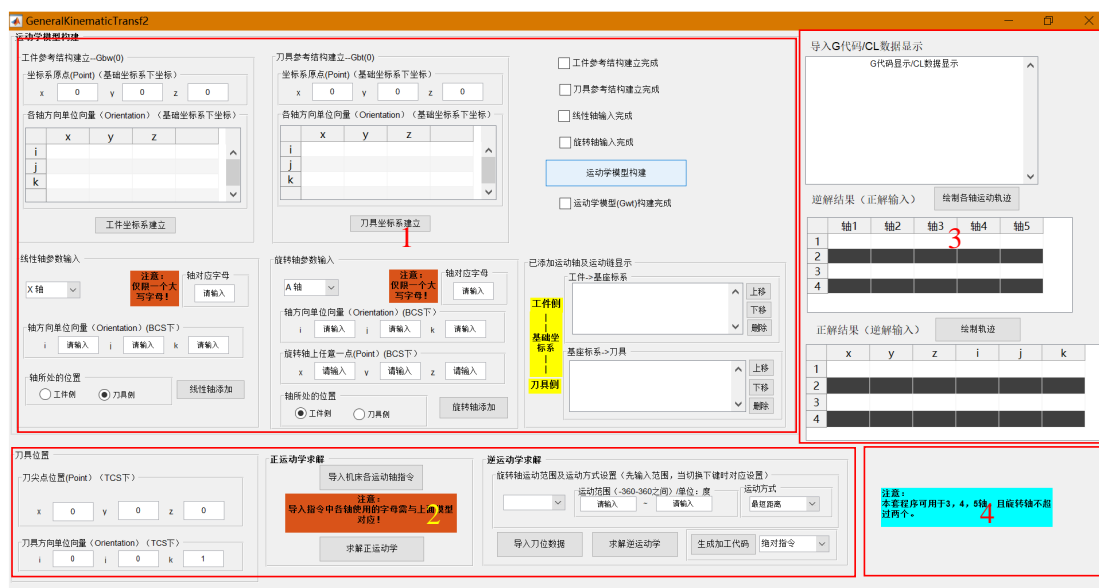 GeneralKinematicTransf2
运动学模型构建
工件参考结构建立--Gbw(0)
坐标系原点(Point)（基础坐标系下坐标）
x 0 y 0 z 0
各轴方向单位向量（Orientation）（基础坐标系下坐标）
x y z
i
j
k
工件坐标系建立
刀具参考结构建立--Gbt(0)
坐标系原点(Point)（基础坐标系下坐标）
x 0 y 0 z 0
各轴方向单位向量（Orientation）（基础坐标系下坐标）
x y z
i
j
k
刀具坐标系建立
1
工件参考结构建立完成
刀具参考结构建立完成
线性轴输入完成
旋转轴输入完成
运动学模型构建
运动学模型(Gwt)构建完成
线性轴参数输入
X 轴
注意：
仅限一个大
写字母！
轴对应字母
请输入
轴方向单位向量（Orientation）(BCS下)
i 请输入 j 请输入 k 请输入
轴所处的位置
工件侧 刀具侧
线性轴添加
旋转轴参数输入
A 轴
注意：
仅限一个大
写字母！
轴对应字母
请输入
轴方向单位向量（Orientation）(BCS下)
i 请输入 j 请输入 k 请输入
旋转轴上任意一点(Point)（BCS下）
x 请输入 y 请输入 z 请输入
轴所处的位置
工件侧 刀具侧
旋转轴添加
已添加运动轴及运动链显示
工件->基座标系
工件侧
基础坐
标系
刀具侧
上移
下移
删除
基座标系->刀具
上移
下移
删除
导入G代码/CL数据显示
G代码显示/CL数据显示
逆解结果（正解输入）
绘制各轴运动轨迹
轴1 轴2 轴3 轴4 轴5
3
1
2
3
4
正解结果（逆解输入）
绘制轨迹
x y z i j k
1
2
3
4
刀具位置
刀尖点位置(Point)（TCS下）
x 0 y 0 z 0
刀具方向单位向量（Orientation）（TCS下）
i 0 j 0 k 1
正运动学求解
导入机床各运动轴指令
注意：
导入指令中各轴使用的字母需与上面模型
对应！
2
求解正运动学
逆运动学求解
旋转轴运动范围及运动方式设置（先输入范围，当切换下键时对应设置）
运动范围（-360-360之间）/单位：度
请输入 - 请输入
运动方式
最短距离
导入刀位数据
求解逆运动学
生成加工代码
绝对指令
注意：
本套程序可用于3，4，5轴，且旋转轴不超
过两个。
4